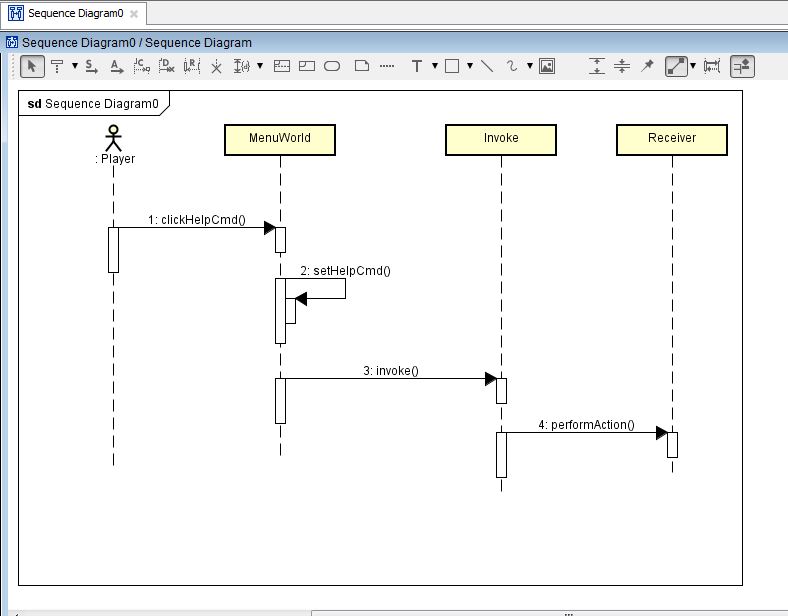 Sequence Diagram0
Sequence Diagram0 / Sequence Diagram
sd Sequence Diagram0
: Player
MenuWorld
Invoke
Receiver
1: clickHelpCmd()
2: setHelpCmd()
3: invoke()
4: performAction()